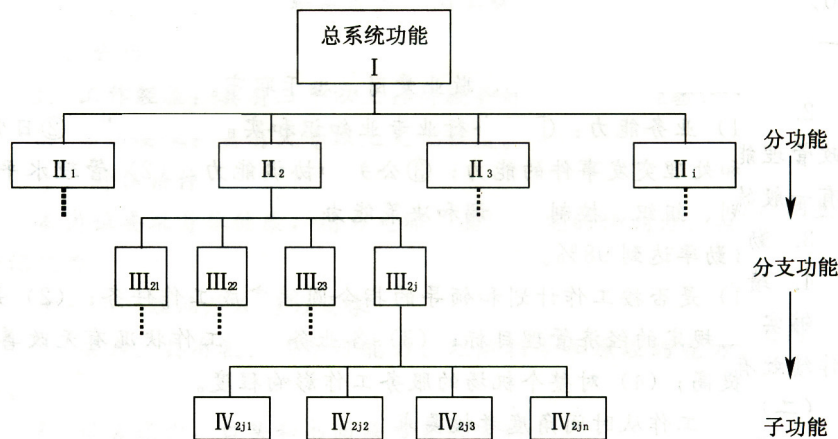 总系统功能
I
II₁ II₂ II₃ IIᵢ 分功能
III₂₁ III₂₂ III₂₃ III₂ⱼ 分支功能
IV₂ⱼ₁ IV₂ⱼ₂ IV₂ⱼ₃ IV₂ⱼₙ 子功能